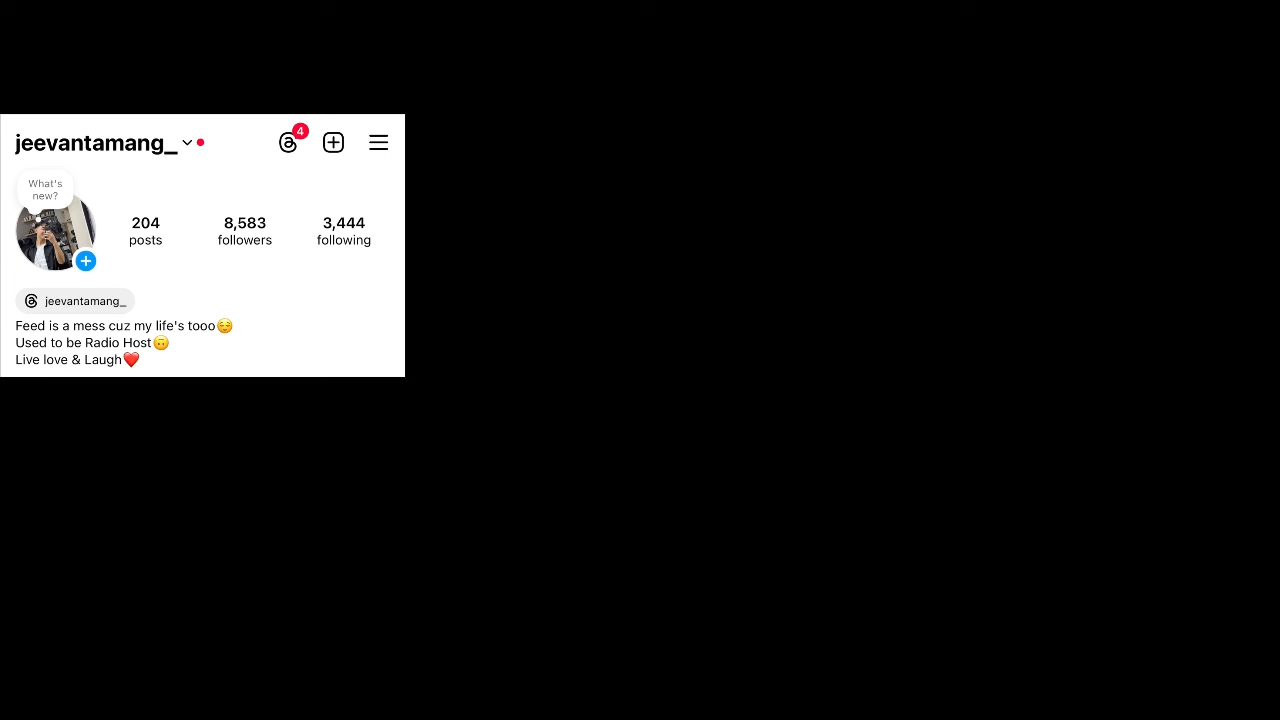 jeevantamang_
4
What's
new?
204
posts
8,583
followers
3,444
following
jeevantamang_
Feed is a mess cuz my life's tooo😌
Used to be Radio Host🙃
Live love & Laugh❤️